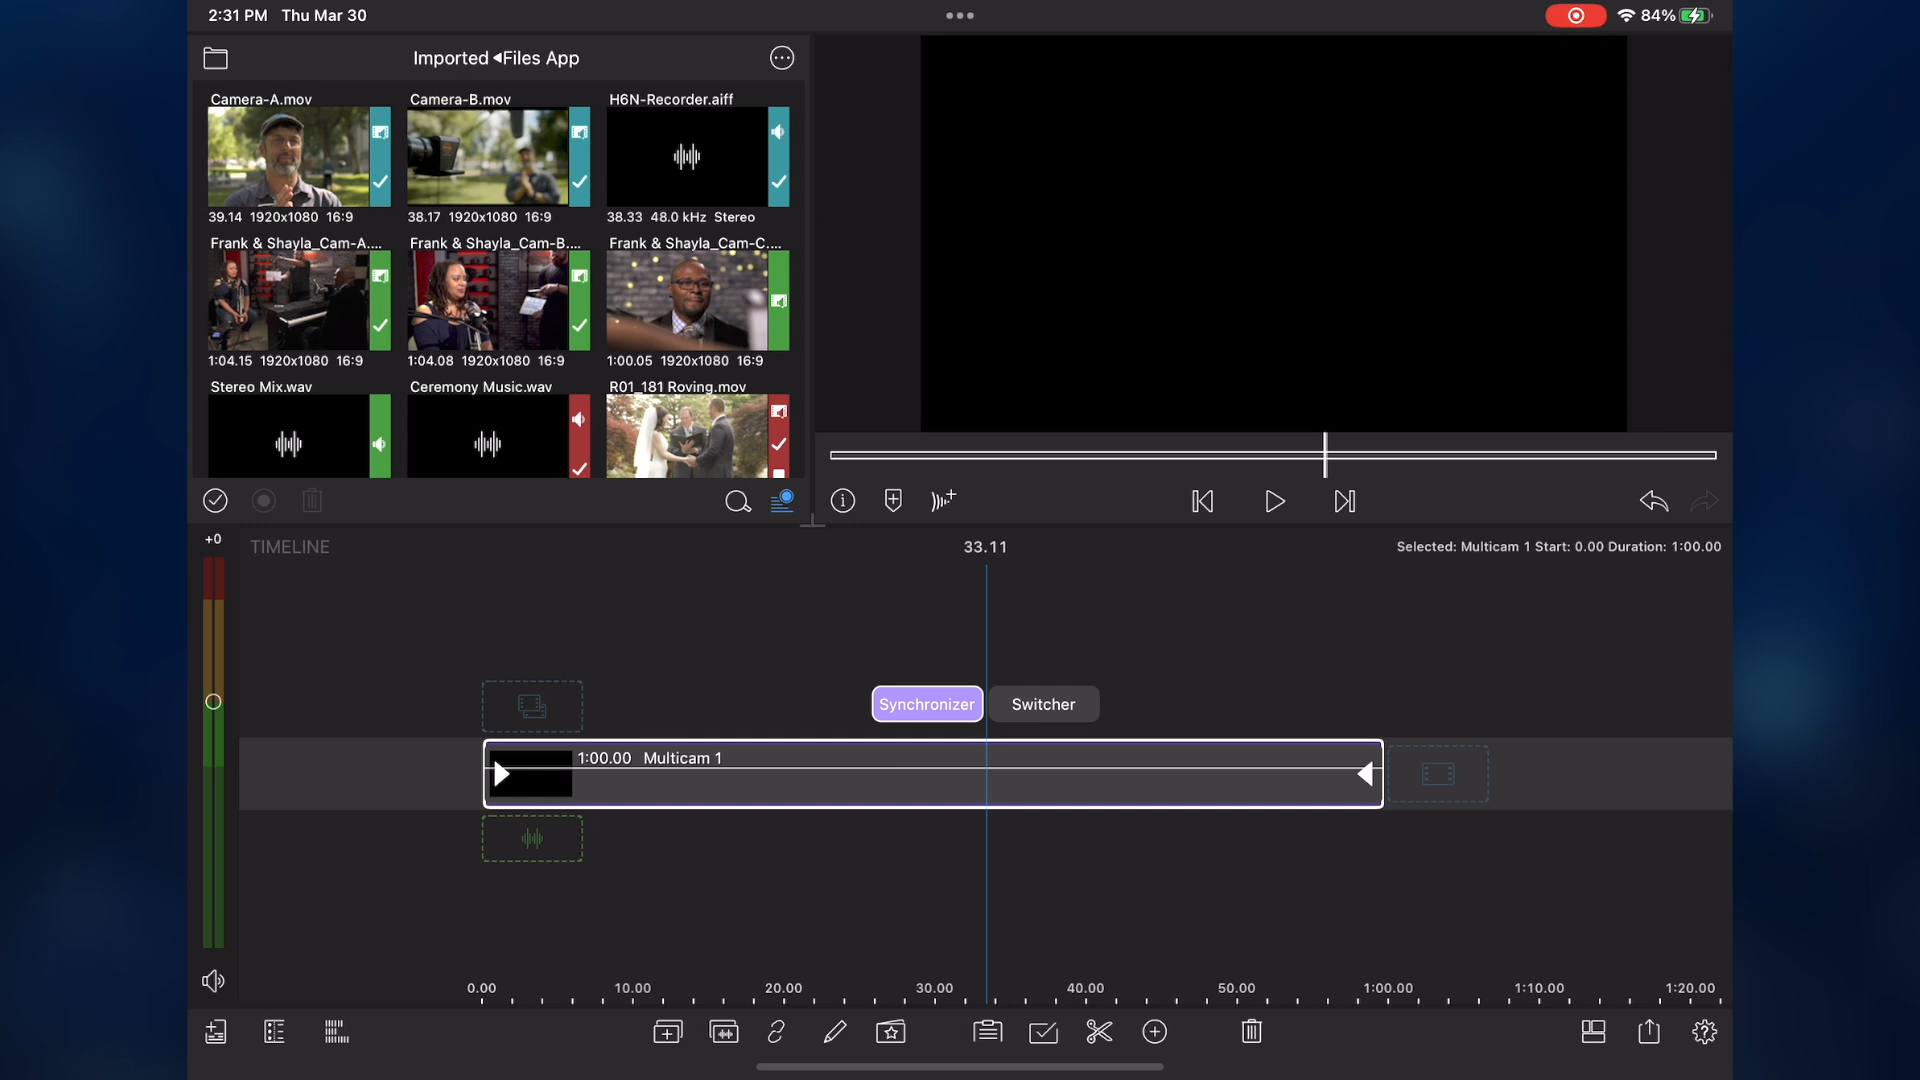 2:31 PM Thu Mar 30
84%
Imported ◂Files App
Camera-A.mov
39.14 1920x1080 16:9
Camera-B.mov
38.17 1920x1080 16:9
H6N-Recorder.aiff
38.33 48.0 kHz Stereo
Frank & Shayla_Cam-A....
1:04.15 1920x1080 16:9
Frank & Shayla_Cam-B....
1:04.08 1920x1080 16:9
Frank & Shayla_Cam-C....
1:00.05 1920x1080 16:9
Stereo Mix.wav
Ceremony Music.wav
R01_181 Roving.mov
+0
TIMELINE
33.11
Selected: Multicam 1 Start: 0.00 Duration: 1:00.00
Synchronizer
Switcher
1:00.00 Multicam 1
0.00 10.00 20.00 30.00 40.00 50.00 1:00.00 1:10.00 1:20.00